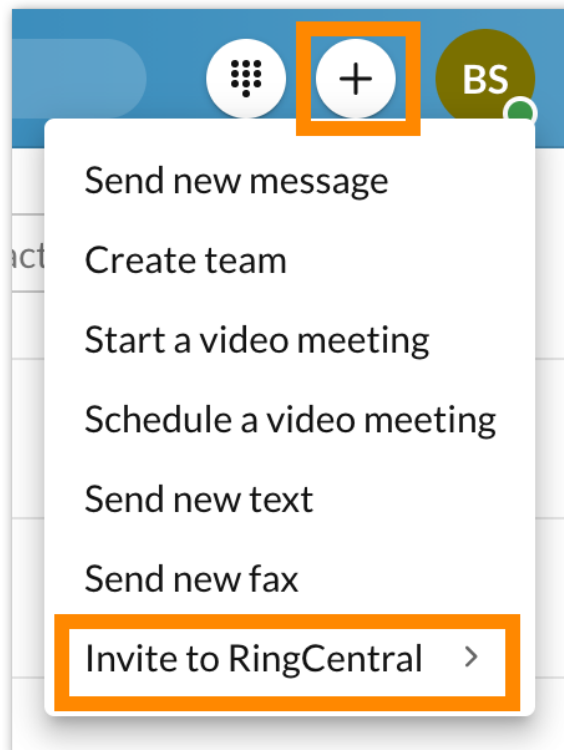 BS
Send new message
act
Create team
Start a video meeting
Schedule a video meeting
Send new text
Send new fax
Invite to RingCentral